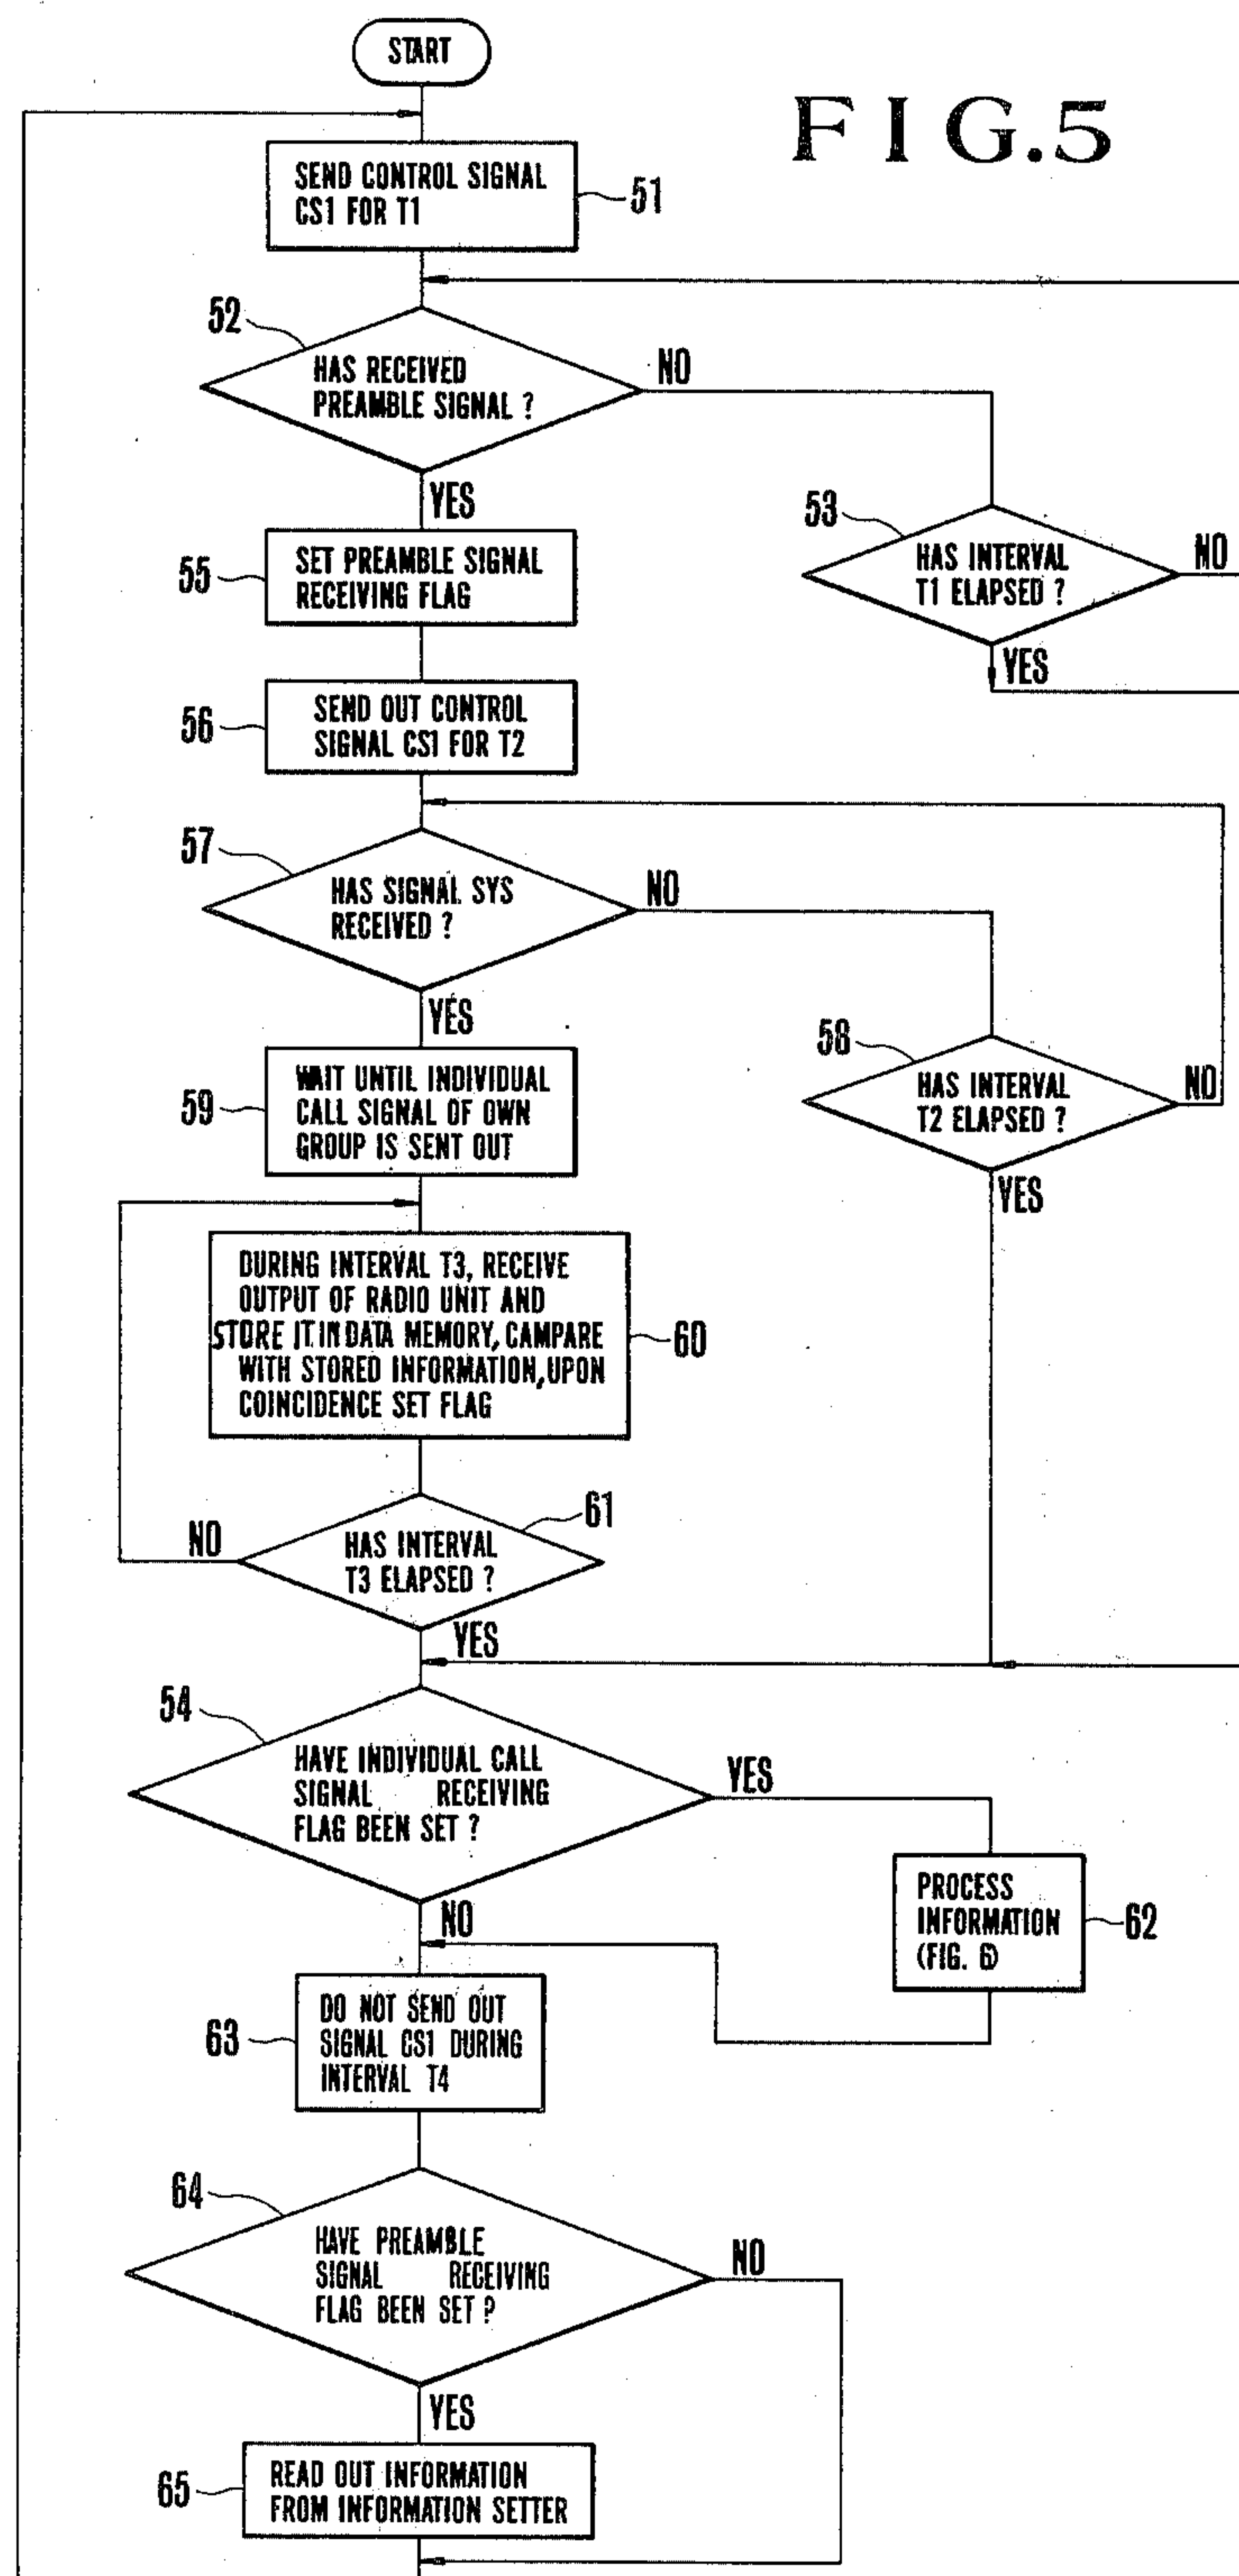 START
FIG.5
SEND CONTROL SIGNAL
CS1 FOR T1
51
52
HAS RECEIVED
PREAMBLE SIGNAL ?
NO
YES
53
HAS INTERVAL
T1 ELAPSED ?
NO
YES
55
SET PREAMBLE SIGNAL
RECEIVING FLAG
56
SEND OUT CONTROL
SIGNAL CS1 FOR T2
57
HAS SIGNAL SYS
RECEIVED ?
NO
YES
58
HAS INTERVAL
T2 ELAPSED ?
NO
YES
59
WAIT UNTIL INDIVIDUAL
CALL SIGNAL OF OWN
GROUP IS SENT OUT
DURING INTERVAL T3, RECEIVE
OUTPUT OF RADIO UNIT AND
STORE IT IN DATA MEMORY, CAMPARE
WITH STORED INFORMATION, UPON
COINCIDENCE SET FLAG
60
61
HAS INTERVAL
T3 ELAPSED ?
NO
YES
54
HAVE INDIVIDUAL CALL
SIGNAL RECEIVING
FLAG BEEN SET ?
YES
NO
PROCESS
INFORMATION
(FIG. 6)
62
63
DO NOT SEND OUT
SIGNAL CS1 DURING
INTERVAL T4
64
HAVE PREAMBLE
SIGNAL RECEIVING
FLAG BEEN SET ?
NO
YES
65
READ OUT INFORMATION
FROM INFORMATION SETTER